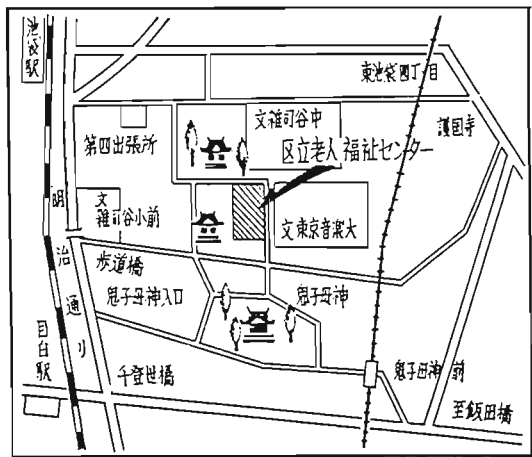 池袋駅
東池袋四丁目
文雑司谷中
第四出張所
区立老人福祉センター
護国寺
文
雑司谷小前
文東京音楽大
明治通り
歩道橋
鬼子母神入口
鬼子母神
目白駅
千登世橋
鬼子母神前
至飯田橋